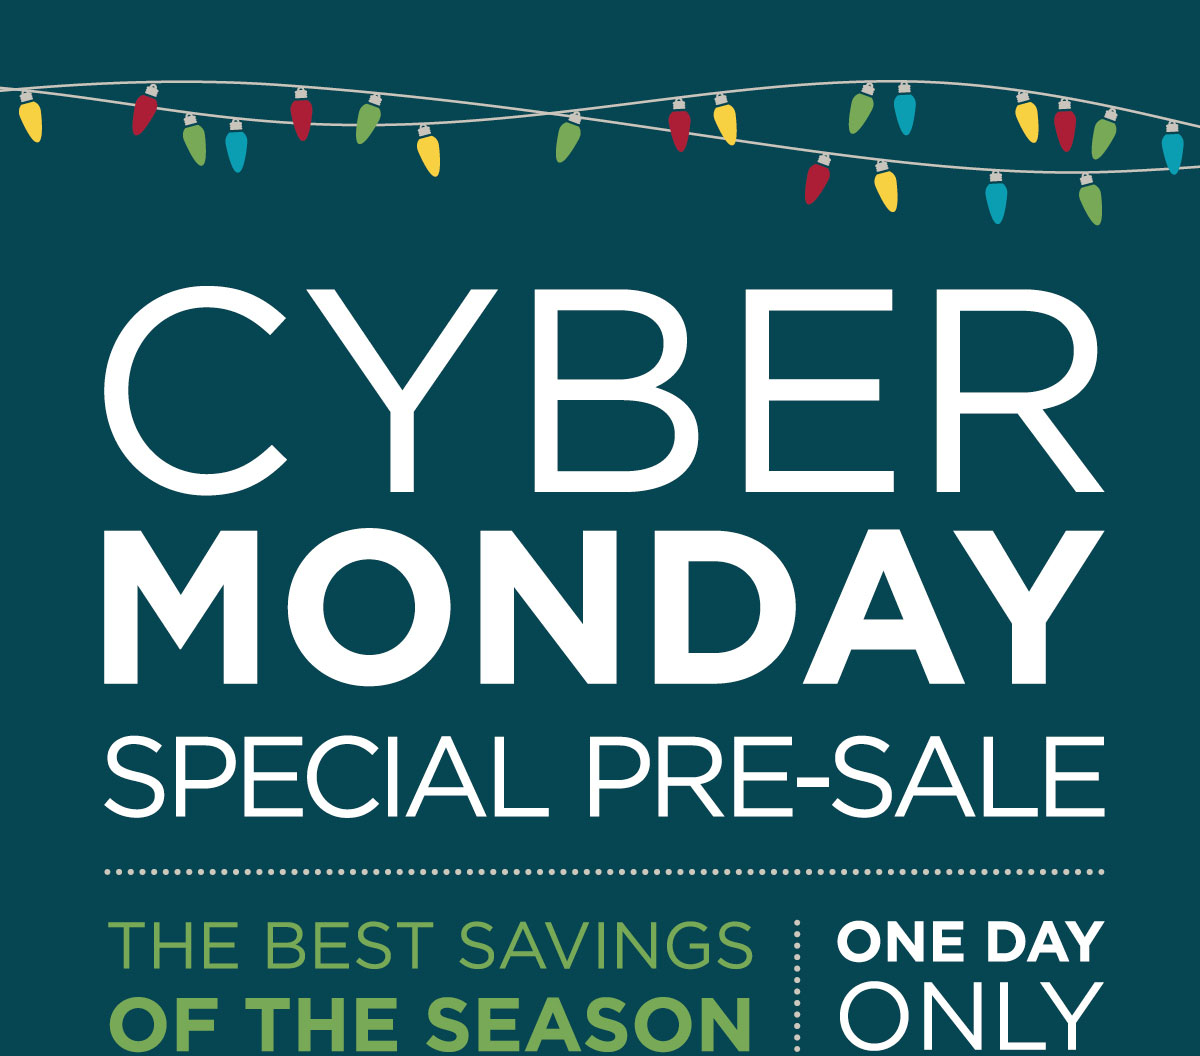 CYBER
MONDAY
SPECIAL PRE-SALE
THE BEST SAVINGS
OF THE SEASON
ONE DAY
ONLY